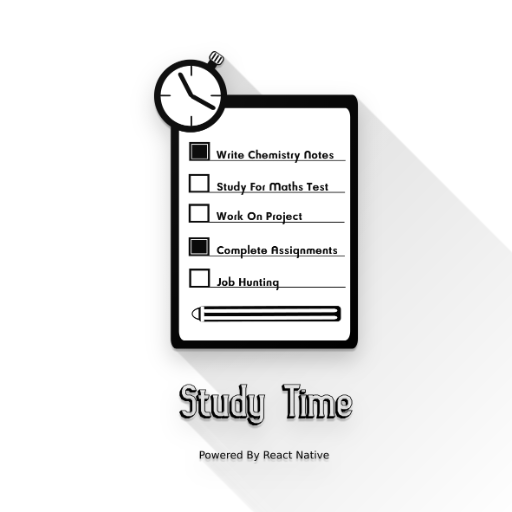 Write Chemistry Notes
Study For Maths Test
Work On Project
Complete Assignments
Job Hunting
Study Time
Powered By React Native